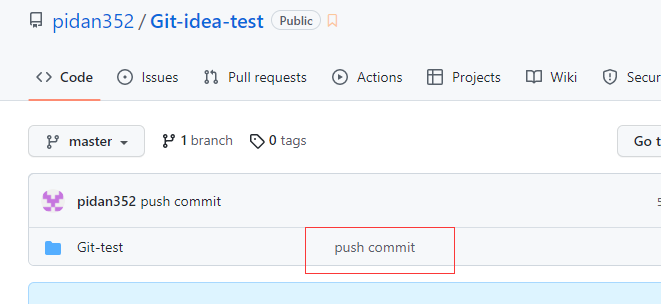 pidan352 / Git-idea-test Public
Code Issues Pull requests Actions Projects Wiki Secur
master 1 branch 0 tags Go t
pidan352 push commit
Git-test push commit